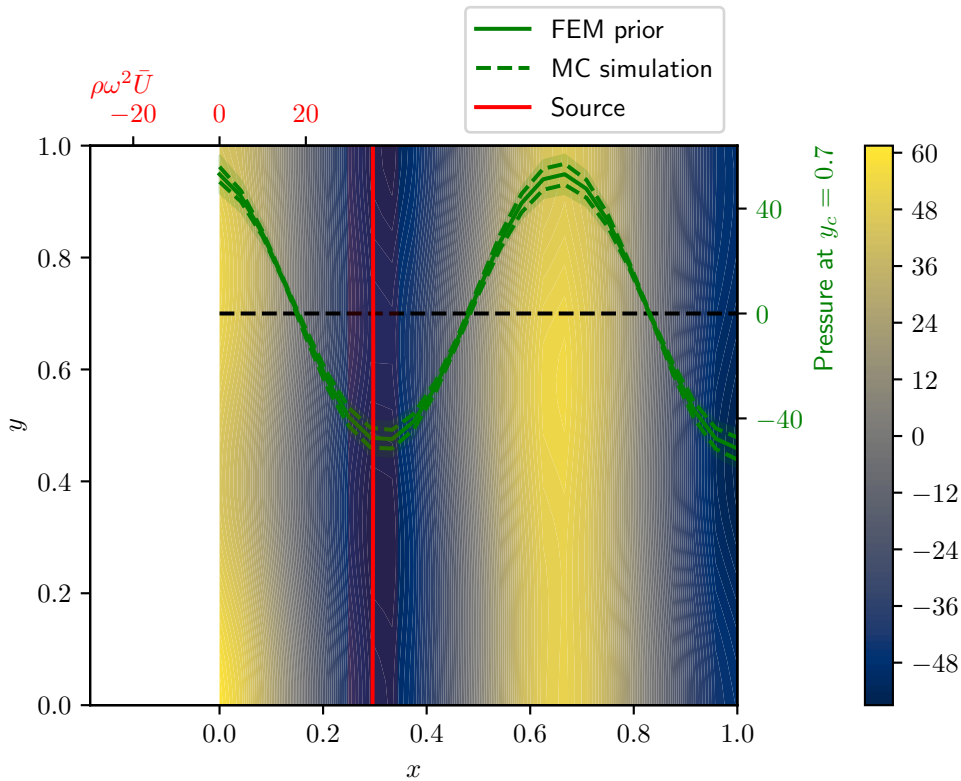 FEM prior
MC simulation
Source
ρω²Ū
−20 0 20
1.0
0.8
0.6
0.4
0.2
0.0
y
0.0 0.2 0.4 0.6 0.8 1.0
x
40
0
−40
Pressure at y_c = 0.7
60
48
36
24
12
0
−12
−24
−36
−48